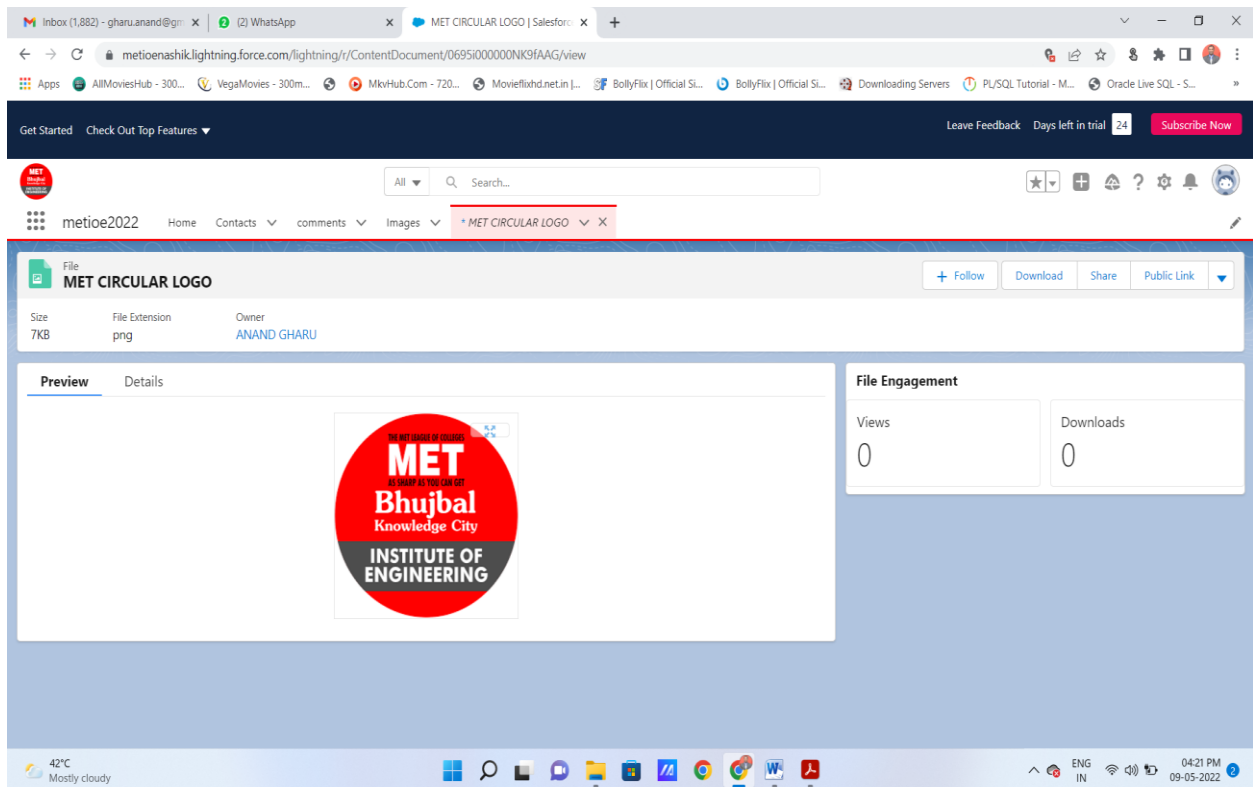 Inbox (1,882) - gharu.anand@gm
(2) WhatsApp
MET CIRCULAR LOGO | Salesforc
metioenashik.lightning.force.com/lightning/r/ContentDocument/0695i000000NK9fAAG/view
Apps AllMoviesHub - 300... VegaMovies - 300m... MkvHub.Com - 720... Movieflixhd.net.in |... BollyFlix | Official Si... BollyFlix | Official Si... Downloading Servers PL/SQL Tutorial - M... Oracle Live SQL - S... »
Get Started Check Out Top Features Leave Feedback Days left in trial 24 Subscribe Now
MET
Bhujbal
All Search...
metioe2022 Home Contacts comments Images * MET CIRCULAR LOGO
File
MET CIRCULAR LOGO
+ Follow Download Share Public Link
Size File Extension Owner
7KB png ANAND GHARU
Preview Details
THE MET LEAGUE OF COLLEGES
MET
AS SHARP AS YOU CAN GET
Bhujbal
Knowledge City
INSTITUTE OF
ENGINEERING
File Engagement
Views Downloads
0 0
42°C
Mostly cloudy
ENG
IN
04:21 PM
09-05-2022
2